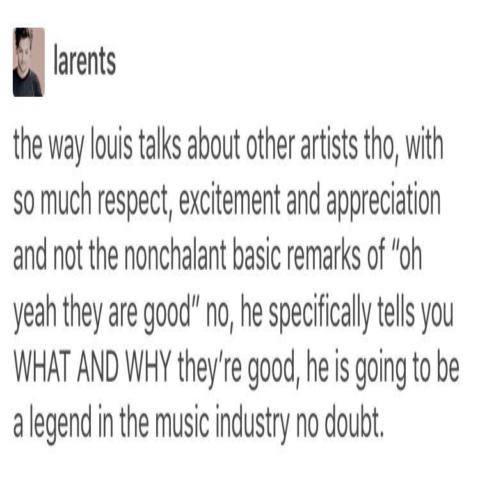 larents
the way louis talks about other artists tho, with
so much respect, excitement and appreciation
and not the nonchalant basic remarks of “oh
yeah they are good” no, he specifically tells you
WHAT AND WHY they’re good, he is going to be
a legend in the music industry no doubt.